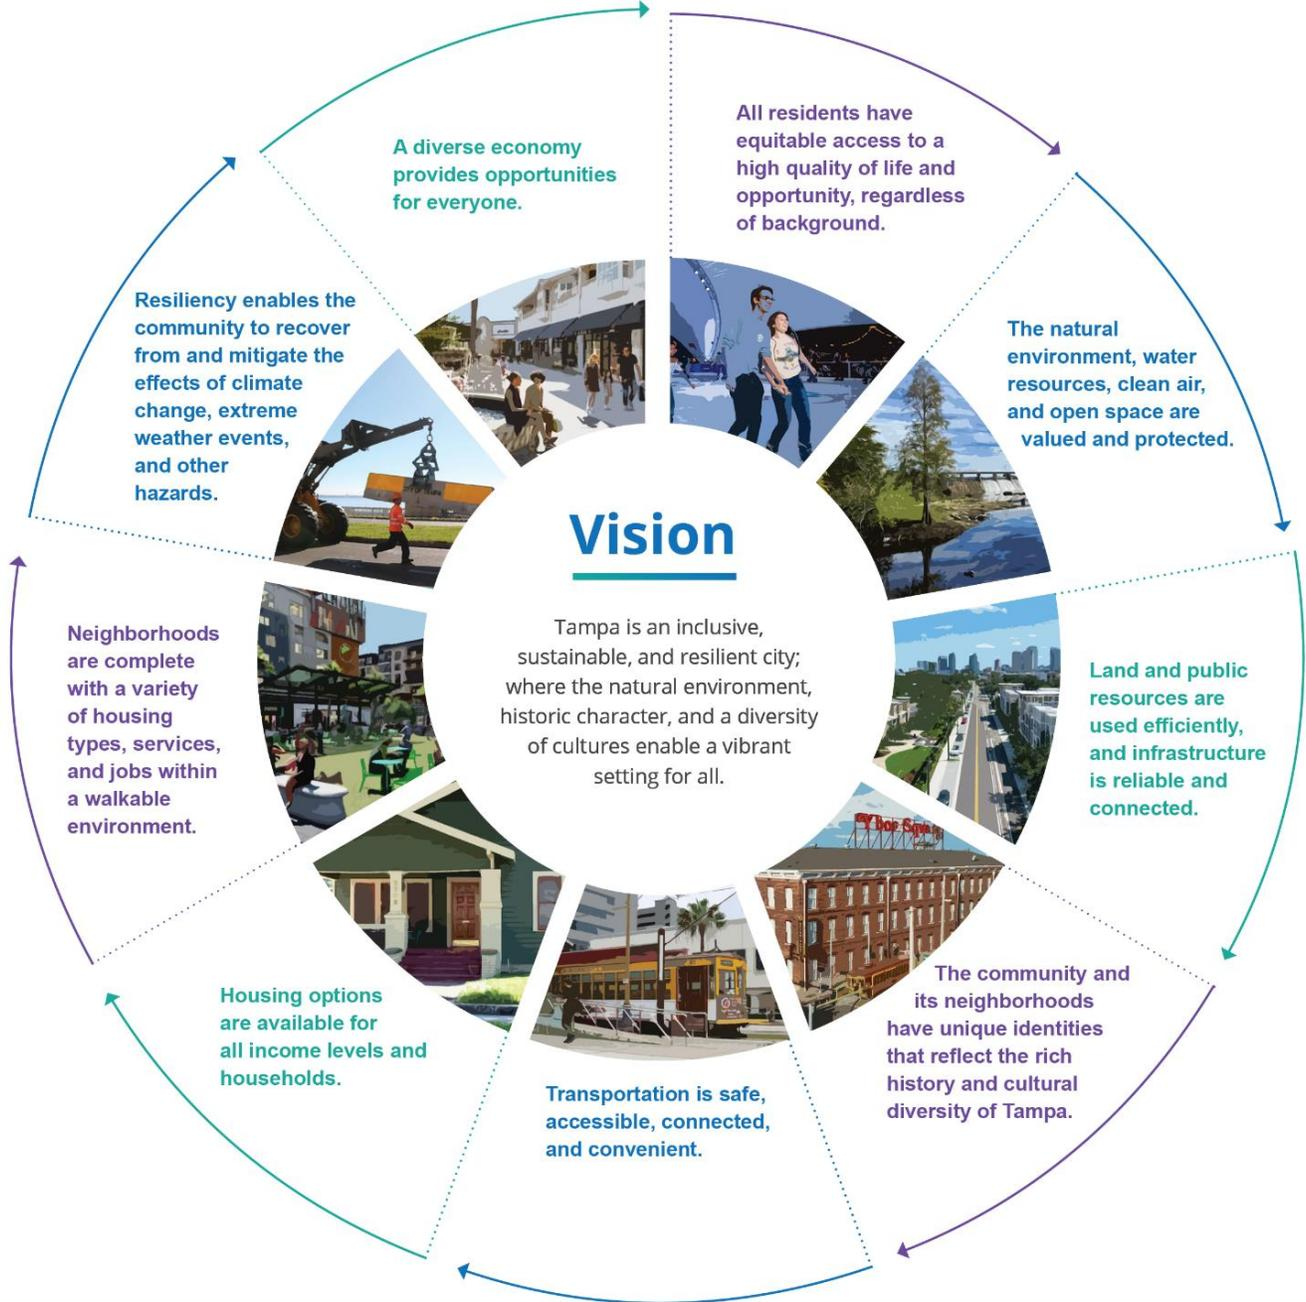 Vision
Tampa is an inclusive,
sustainable, and resilient city;
where the natural environment,
historic character, and a diversity
of cultures enable a vibrant
setting for all.
All residents have
equitable access to a
high quality of life and
opportunity, regardless
of background.
The natural
environment, water
resources, clean air,
and open space are
valued and protected.
Land and public
resources are
used efficiently,
and infrastructure
is reliable and
connected.
The community and
its neighborhoods
have unique identities
that reflect the rich
history and cultural
diversity of Tampa.
Transportation is safe,
accessible, connected,
and convenient.
Housing options
are available for
all income levels and
households.
Neighborhoods
are complete
with a variety
of housing
types, services,
and jobs within
a walkable
environment.
Resiliency enables the
community to recover
from and mitigate the
effects of climate
change, extreme
weather events,
and other
hazards.
A diverse economy
provides opportunities
for everyone.
Ybor Square